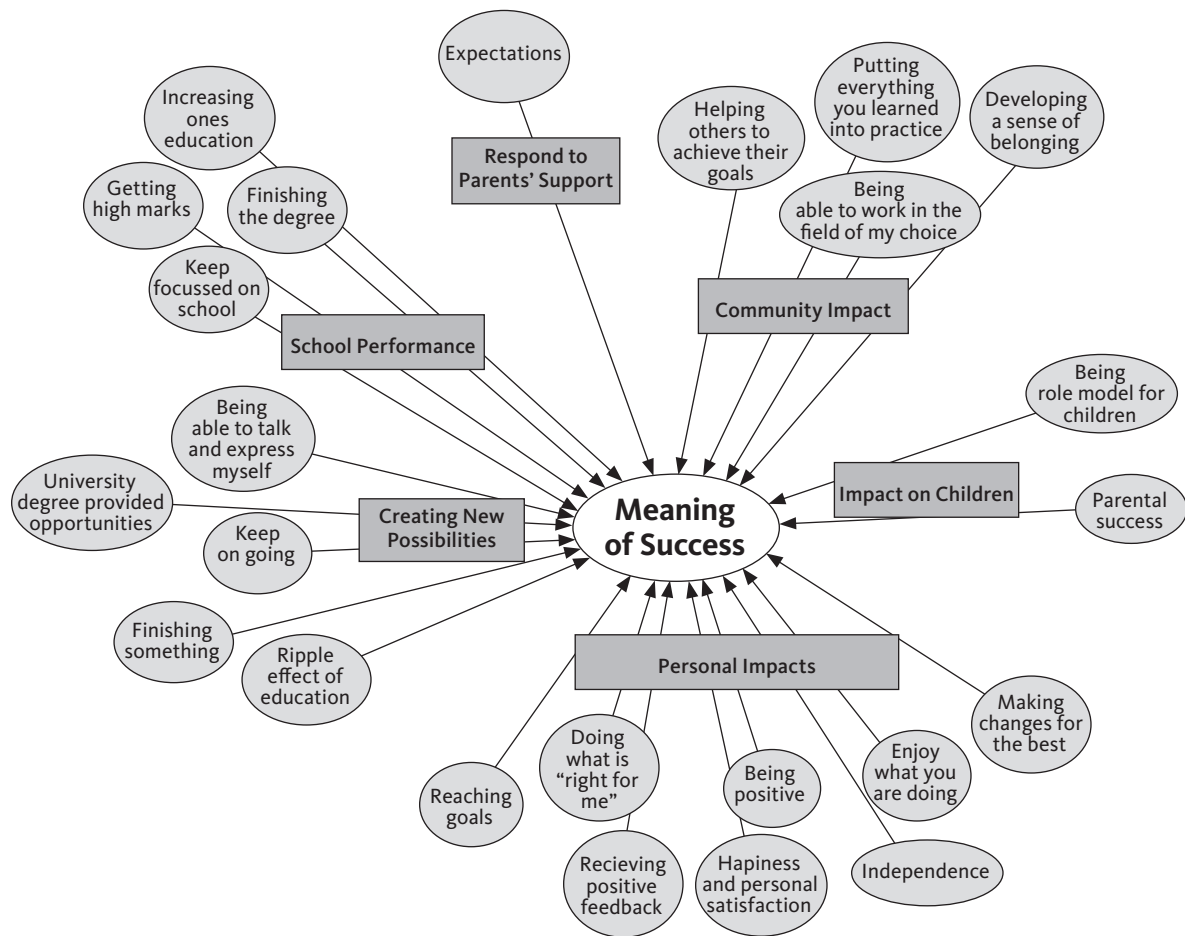 Expectations
Respond to
Parents’ Support
Increasing
ones
education
Getting
high marks
Finishing
the degree
Keep
focussed on
school
School Performance
Helping
others to
achieve their
goals
Putting
everything
you learned
into practice
Developing
a sense of
belonging
Being
able to work in the
field of my choice
Community Impact
Being
role model for
children
Impact on Children
Parental
success
Being
able to talk
and express
myself
University
degree provided
opportunities
Keep
on going
Creating New
Possibilities
Finishing
something
Ripple
effect of
education
Meaning
of Success
Personal Impacts
Reaching
goals
Doing
what is
“right for
me”
Recieving
positive
feedback
Being
positive
Hapiness
and personal
satisfaction
Enjoy
what you
are doing
Independence
Making
changes for
the best